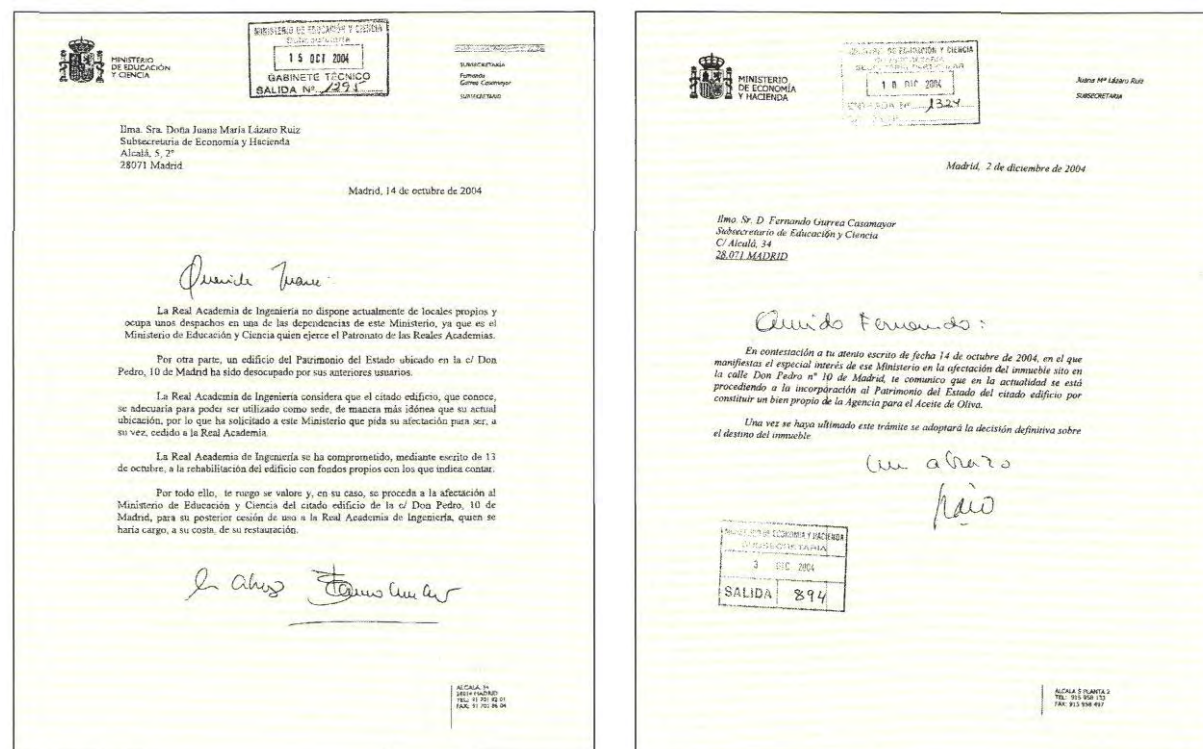 MINISTERIO
DE EDUCACIÓN
Y CIENCIA
MINISTERIO DE EDUCACIÓN Y CIENCIA
15 OCT 2004
GABINETE TÉCNICO
SALIDA Nº 1295
SUBSECRETARÍA
Fernando
Gurrea Casamayor
SUBSECRETARIO
Ilma. Sra. Doña Juana María Lázaro Ruiz
Subsecretaria de Economía y Hacienda
Alcalá, 5, 2ª
28071 Madrid
Madrid, 14 de octubre de 2004
Querida Juana:
La Real Academia de Ingeniería no dispone actualmente de locales propios y
ocupa unos despachos en una de las dependencias de este Ministerio, ya que es el
Ministerio de Educación y Ciencia quien ejerce el Patronato de las Reales Academias.
Por otra parte, un edificio del Patrimonio del Estado ubicado en la c/ Don
Pedro, 10 de Madrid ha sido desocupado por sus anteriores usuarios.
La Real Academia de Ingeniería considera que el citado edificio, que conoce,
se adecuaría para poder ser utilizado como sede, de manera más idónea que su actual
ubicación, por lo que ha solicitado a este Ministerio que pida su afectación para ser, a
su vez, cedido a la Real Academia.
La Real Academia de Ingeniería se ha comprometido, mediante escrito de 13
de octubre, a la rehabilitación del edificio con fondos propios con los que indica contar.
Por todo ello, te ruego se valore y, en su caso, se proceda a la afectación al
Ministerio de Educación y Ciencia del citado edificio de la c/ Don Pedro, 10 de
Madrid, para su posterior cesión de uso a la Real Academia de Ingeniería, quien se
haría cargo, a su costa, de su restauración.
ALCALÁ, 34
28014 MADRID
MINISTERIO
DE ECONOMÍA
Y HACIENDA
EDUCACIÓN Y CIENCIA
10 DIC 2004
ENTRADA Nº 1324
Juana Mª Lázaro Ruiz
SUBSECRETARIA
Madrid, 2 de diciembre de 2004
Ilmo. Sr. D. Fernando Gurrea Casamayor
Subsecretario de Educación y Ciencia
C/ Alcalá, 34
28.071 MADRID
Querido Fernando:
En contestación a tu atento escrito de fecha 14 de octubre de 2004, en el que
manifiestas el especial interés de ese Ministerio en la afectación del inmueble sito en
la calle Don Pedro nº 10 de Madrid, te comunico que en la actualidad se está
procediendo a la incorporación al Patrimonio del Estado del citado edificio por
constituir un bien propio de la Agencia para el Aceite de Oliva.
Una vez se haya ultimado este trámite se adoptará la decisión definitiva sobre
el destino del inmueble
Un abrazo
MINISTERIO DE ECONOMÍA Y HACIENDA
SUBSECRETARIA
3 DIC 2004
SALIDA 894
ALCALÁ 5 PLANTA 2